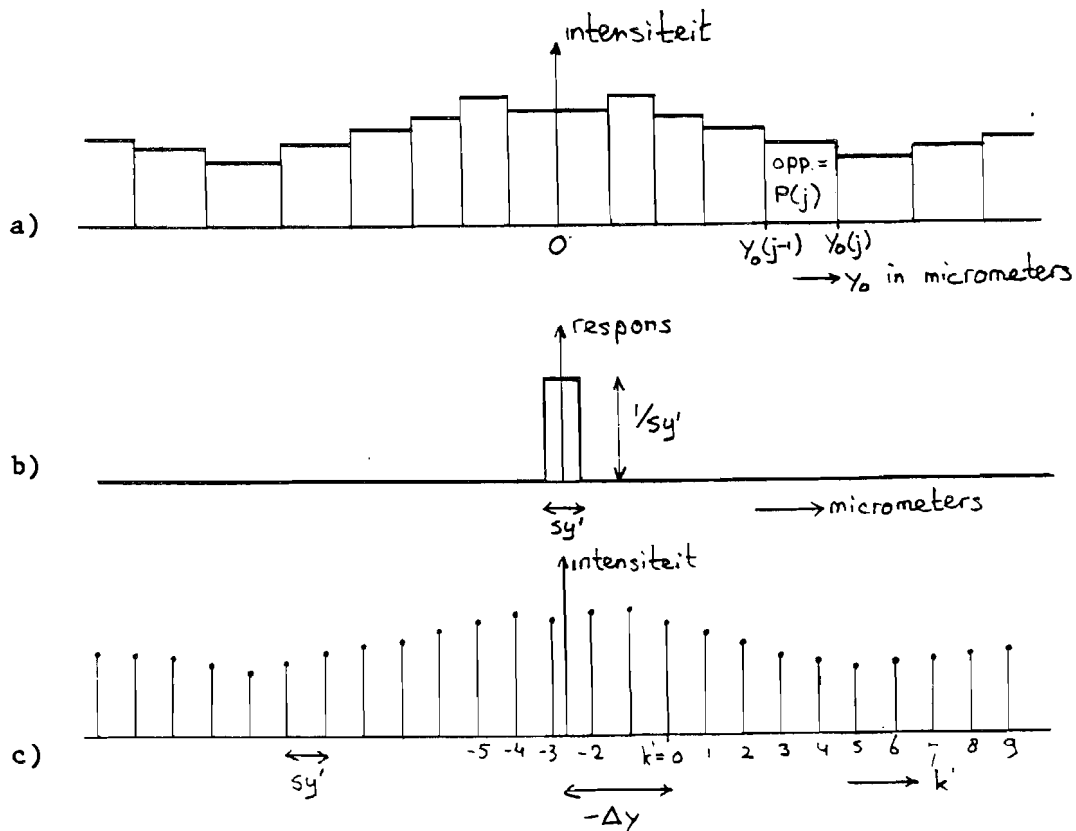 intensiteit
opp. =
P(j)
a)
0
y₀(j-1) y₀(j)
→ y₀ in micrometers
respons
1/sy'
b)
sy'
→ micrometers
intensiteit
c)
-5 -4 -3 -2 k'=0 1 2 3 4 5 6 7 8 9
sy'
→ k'
-Δy